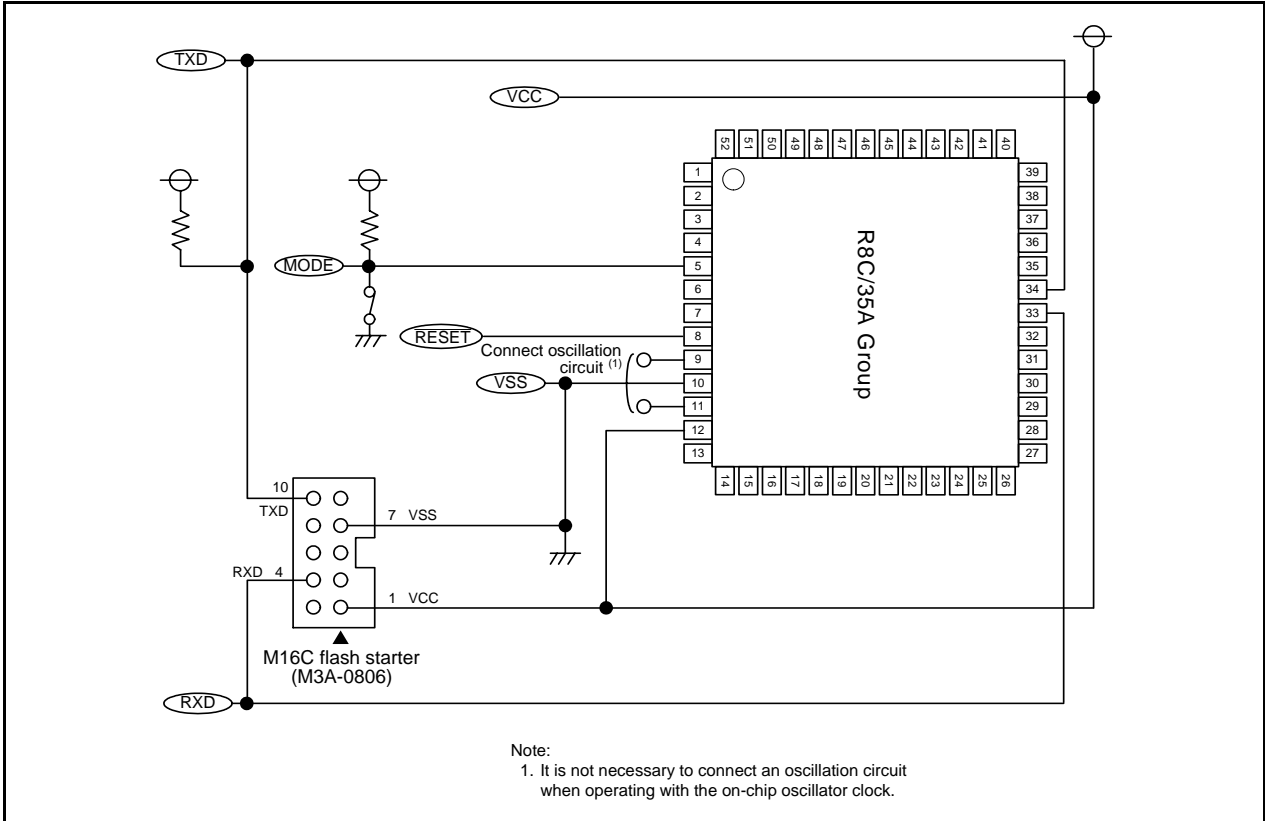 TXD
VCC
52 51 50 49 48 47 46 45 44 43 42 41 40
1
2
3
4
5
6
7
8
9
10
11
12
13
39
38
37
36
35
34
33
32
31
30
29
28
27
14 15 16 17 18 19 20 21 22 23 24 25 26
R8C/35A Group
MODE
RESET
Connect oscillation
circuit (1)
VSS
10
TXD
7 VSS
RXD 4
1 VCC
M16C flash starter
(M3A-0806)
RXD
Note:
1. It is not necessary to connect an oscillation circuit
when operating with the on-chip oscillator clock.